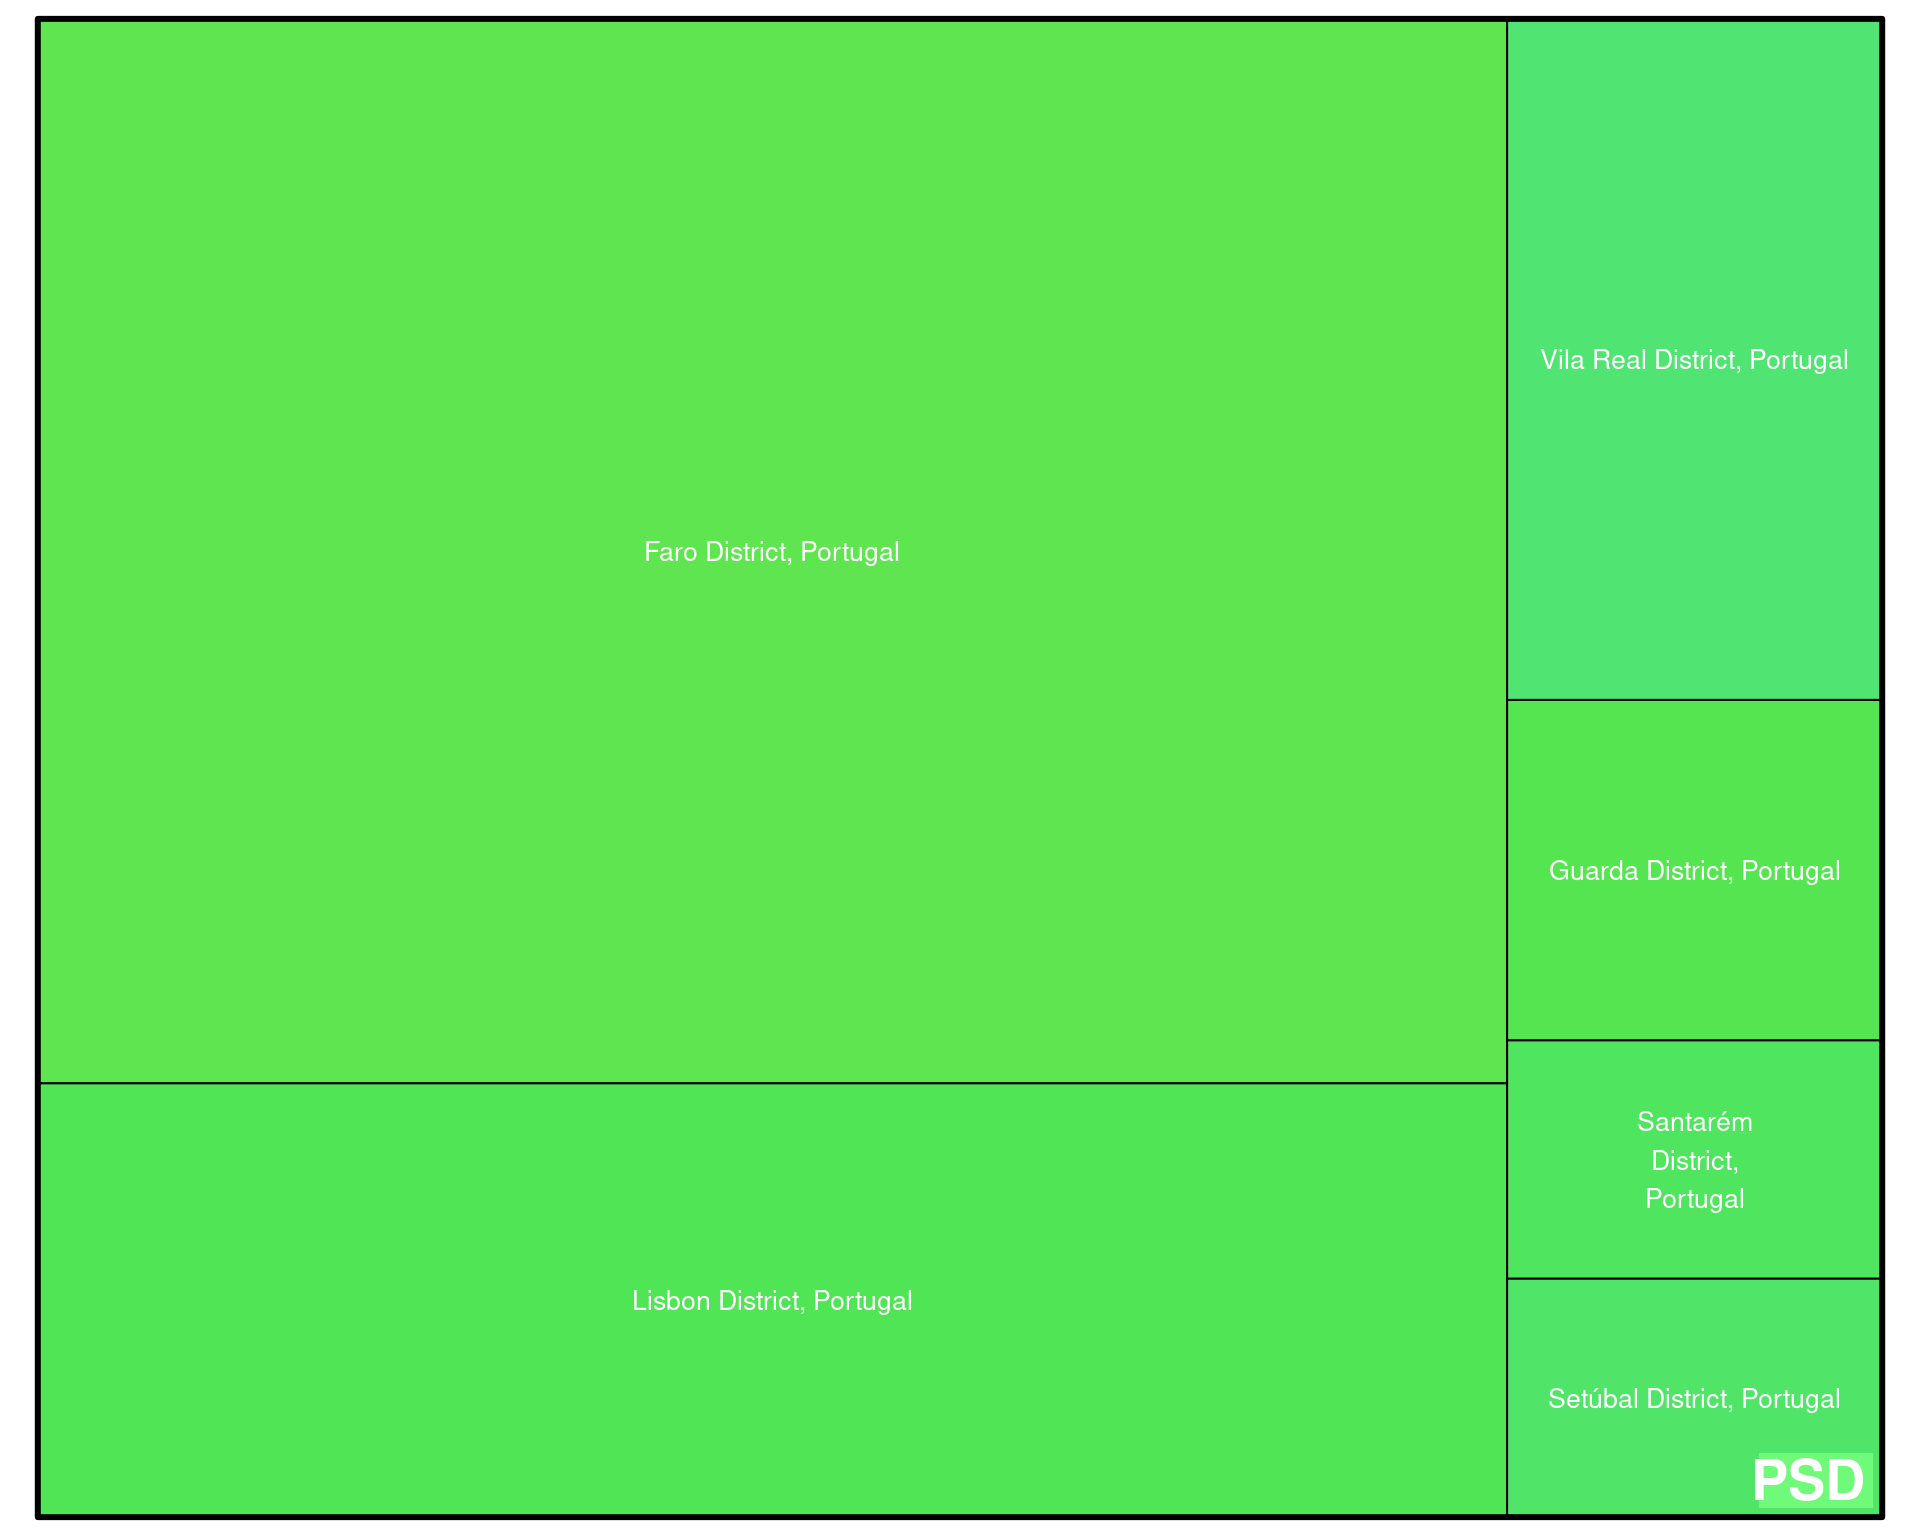 Faro District, Portugal
Lisbon District, Portugal
Vila Real District, Portugal
Guarda District, Portugal
Santarém
District,
Portugal
Setúbal District, Portugal
PSD